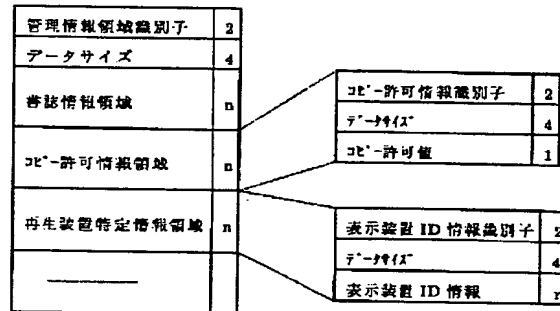 管理情報領域識別子 2
データサイズ 4
書誌情報領域 n
コピー許可情報領域 n
再生装置特定情報領域 n
コピー許可情報識別子 2
データサイズ 4
コピー許可値 1
表示装置 ID 情報識別子 2
データサイズ 4
表示装置 ID 情報 n